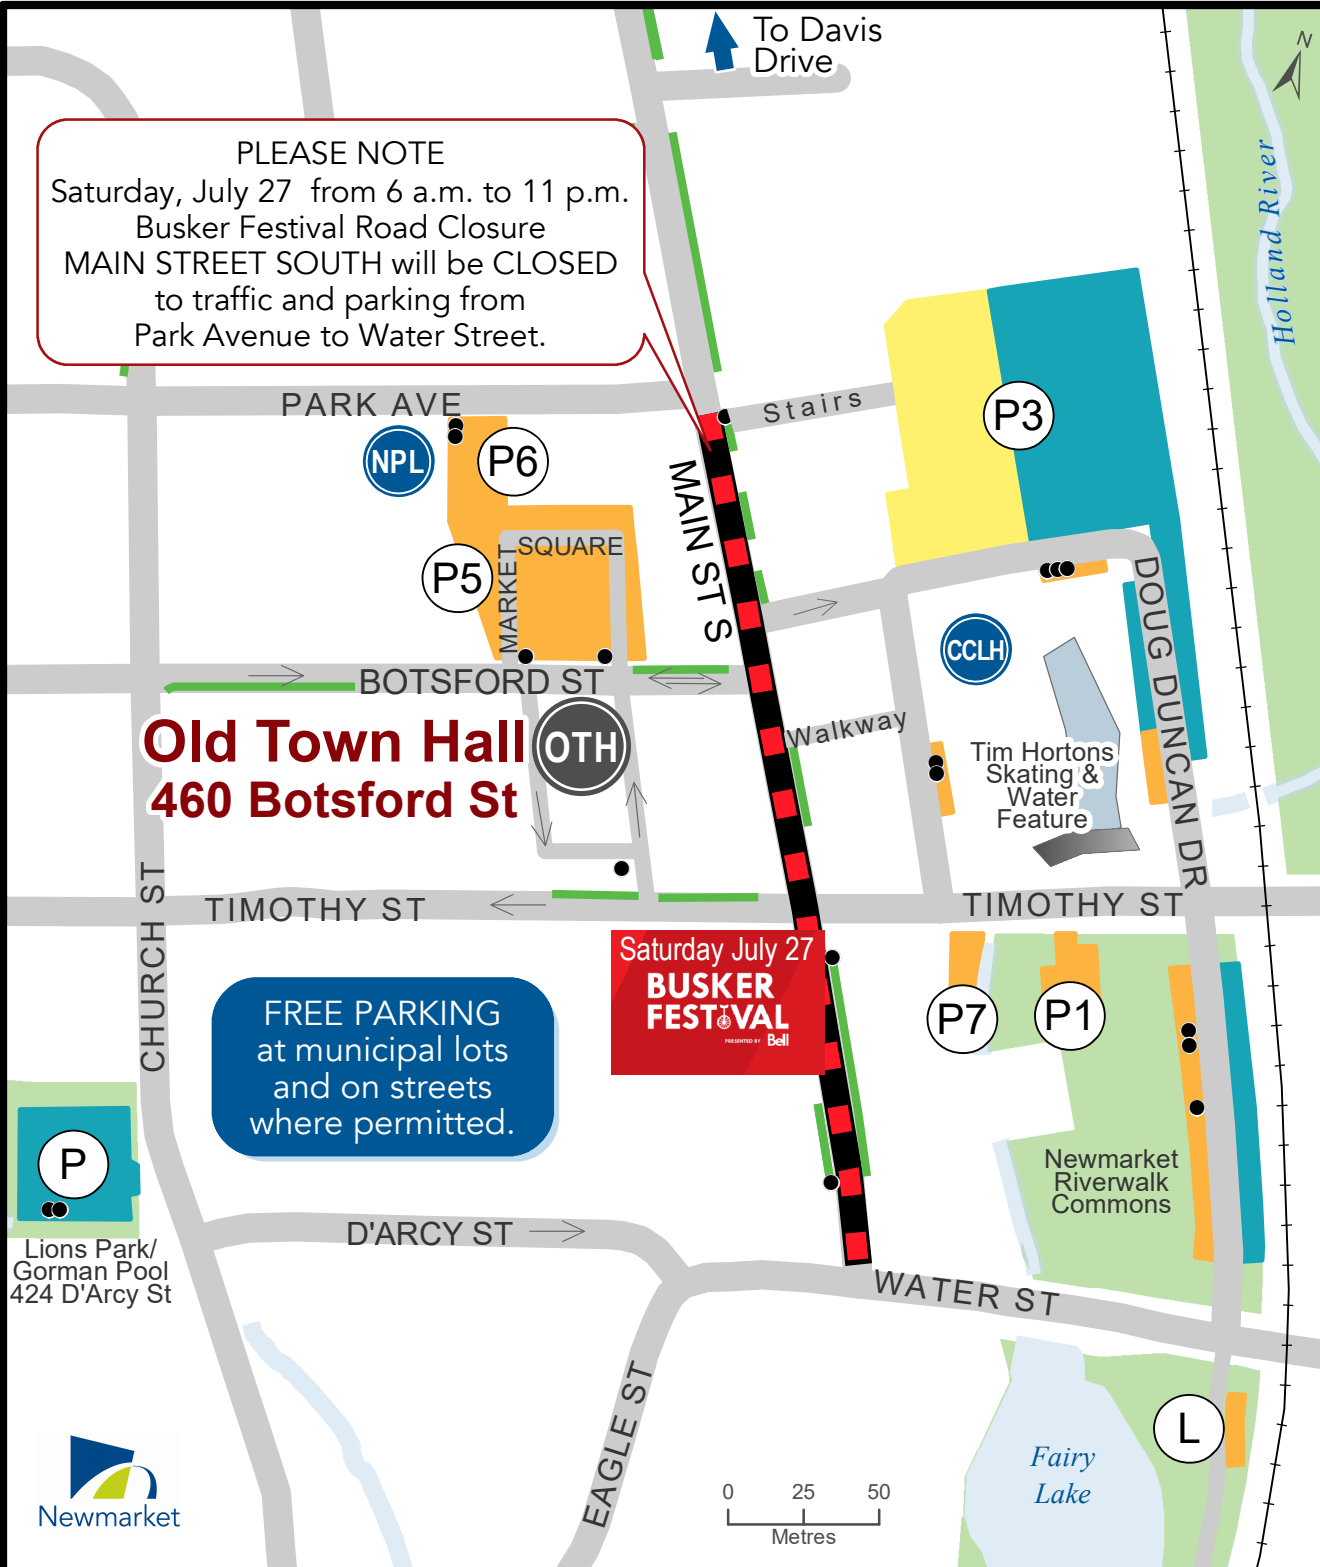 To Davis
Drive
N
PLEASE NOTE
Saturday, July 27 from 6 a.m. to 11 p.m.
Busker Festival Road Closure
MAIN STREET SOUTH will be CLOSED
to traffic and parking from
Park Avenue to Water Street.
Holland River
PARK AVE
Stairs
P3
NPL
P6
MAIN ST S
SQUARE
MARKET
P5
DOUG DUNCAN DR
CCLH
BOTSFORD ST
Old Town Hall
460 Botsford St
OTH
Walkway
Tim Hortons
Skating &
Water
Feature
CHURCH ST
TIMOTHY ST
TIMOTHY ST
Saturday July 27
BUSKER
FESTIVAL
PRESENTED BY Bell
FREE PARKING
at municipal lots
and on streets
where permitted.
P7
P1
P
Newmarket
Riverwalk
Commons
Lions Park/
Gorman Pool
424 D'Arcy St
D'ARCY ST
WATER ST
EAGLE ST
L
Fairy
Lake
Newmarket
0 25 50
Metres